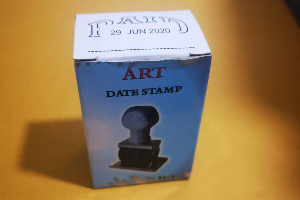 PAID
29 JUN 2020
ART
DATE STAMP